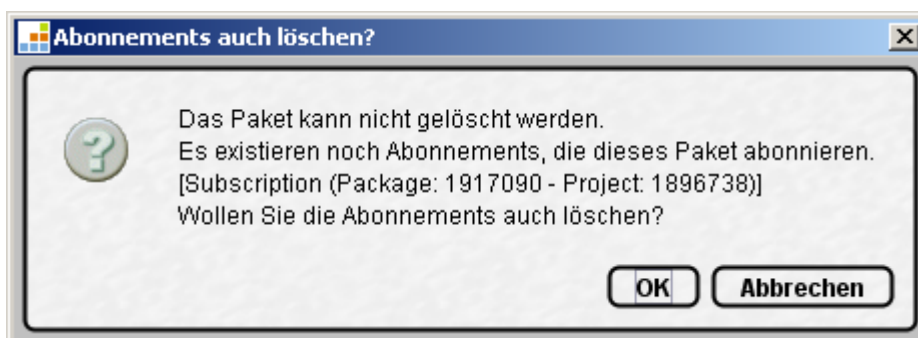 Abonnements auch löschen?
Das Paket kann nicht gelöscht werden.
Es existieren noch Abonnements, die dieses Paket abonnieren.
[Subscription (Package: 1917090 - Project: 1896738)]
Wollen Sie die Abonnements auch löschen?
OK Abbrechen